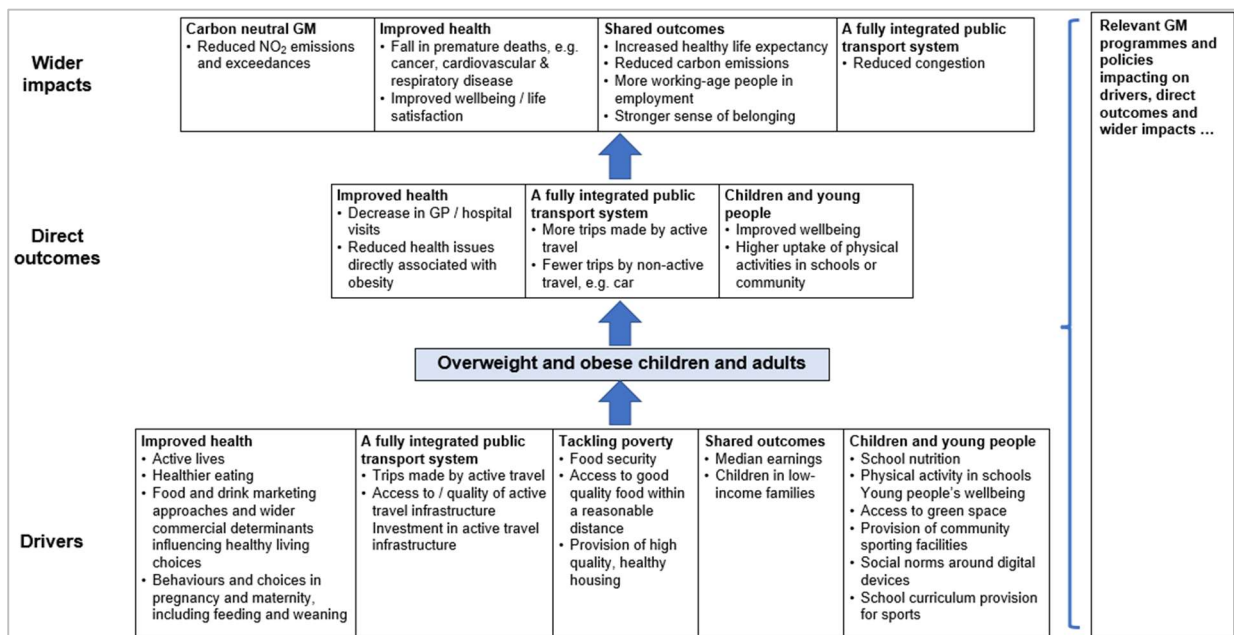 Wider
impacts
Carbon neutral GM
• Reduced NO₂ emissions
and exceedances
Improved health
• Fall in premature deaths, e.g.
cancer, cardiovascular &
respiratory disease
• Improved wellbeing / life
satisfaction
Shared outcomes
• Increased healthy life expectancy
• Reduced carbon emissions
• More working-age people in
employment
• Stronger sense of belonging
A fully integrated public
transport system
• Reduced congestion
Relevant GM
programmes and
policies
impacting on
drivers, direct
outcomes and
wider impacts ...
Direct
outcomes
Improved health
• Decrease in GP / hospital
visits
• Reduced health issues
directly associated with
obesity
A fully integrated public
transport system
• More trips made by active
travel
• Fewer trips by non-active
travel, e.g. car
Children and young
people
• Improved wellbeing
• Higher uptake of physical
activities in schools or
community
Overweight and obese children and adults
Drivers
Improved health
• Active lives
• Healthier eating
• Food and drink marketing
approaches and wider
commercial determinants
influencing healthy living
choices
• Behaviours and choices in
pregnancy and maternity,
including feeding and weaning
A fully integrated public
transport system
• Trips made by active travel
• Access to / quality of active
travel infrastructure
Investment in active travel
infrastructure
Tackling poverty
• Food security
• Access to good
quality food within
a reasonable
distance
• Provision of high
quality, healthy
housing
Shared outcomes
• Median earnings
• Children in low-
income families
Children and young people
• School nutrition
• Physical activity in schools
Young people's wellbeing
• Access to green space
• Provision of community
sporting facilities
• Social norms around digital
devices
• School curriculum provision
for sports